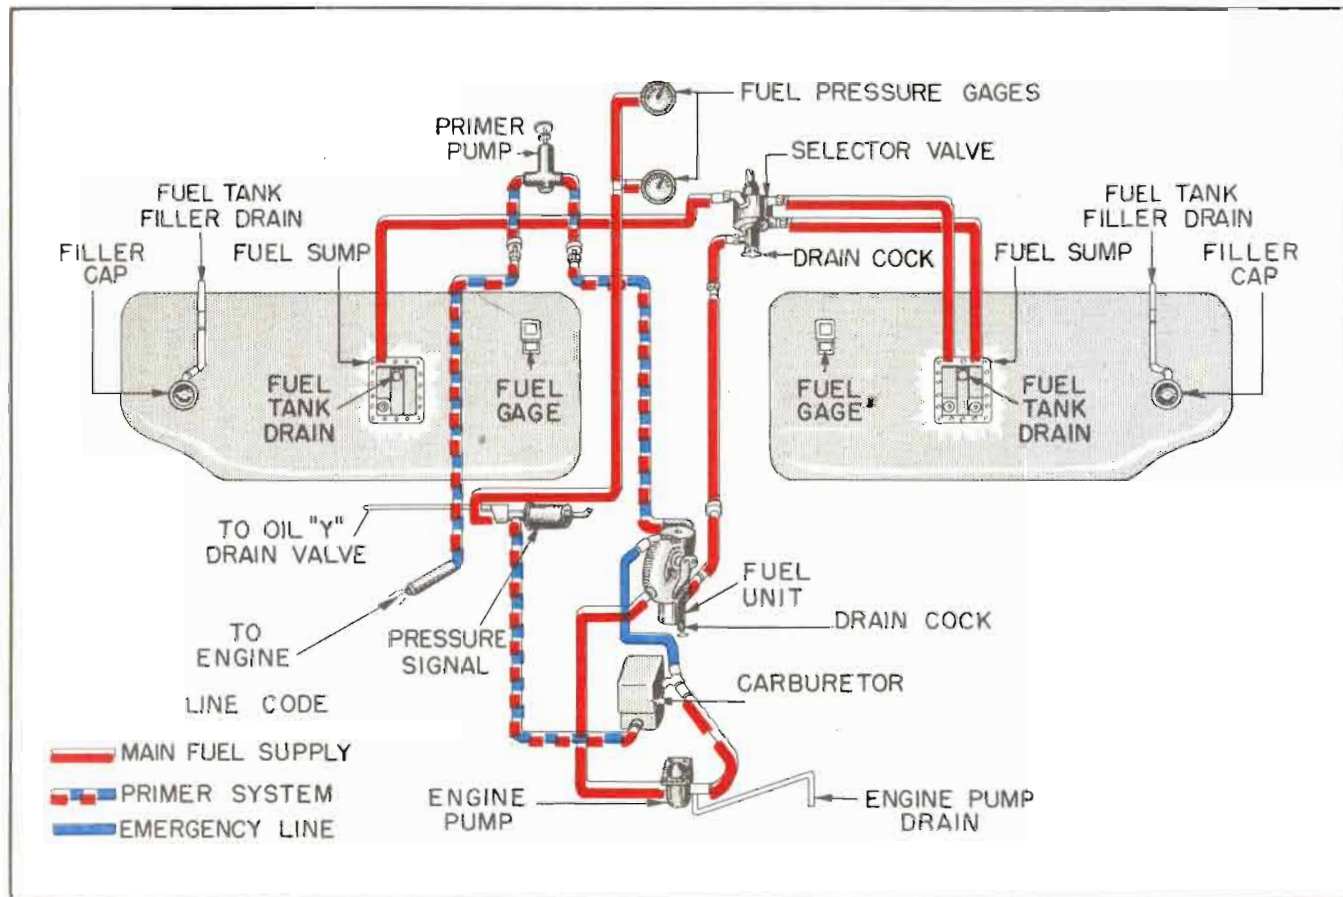 FUEL PRESSURE GAGES
PRIMER
PUMP
SELECTOR VALVE
FUEL TANK
FILLER DRAIN
FUEL TANK
FILLER DRAIN
FILLER
CAP
FUEL SUMP
DRAIN COCK
FUEL SUMP
FILLER
CAP
FUEL
TANK
DRAIN
FUEL
GAGE
FUEL
GAGE
FUEL
TANK
DRAIN
TO OIL "Y"
DRAIN VALVE
FUEL
UNIT
DRAIN COCK
TO
ENGINE
PRESSURE
SIGNAL
CARBURETOR
LINE CODE
MAIN FUEL SUPPLY
PRIMER SYSTEM
EMERGENCY LINE
ENGINE
PUMP
ENGINE PUMP
DRAIN